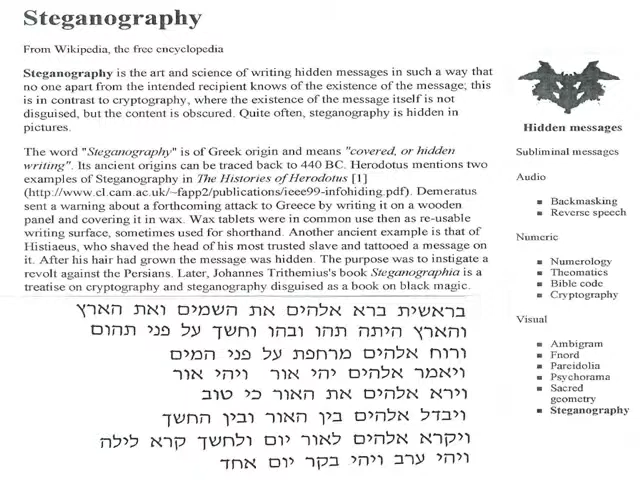 Steganography
From Wikipedia, the free encyclopedia
Steganography is the art and science of writing hidden messages in such a way that
no one apart from the intended recipient knows of the existence of the message; this
is in contrast to cryptography, where the existence of the message itself is not
disguised, but the content is obscured. Quite often, steganography is hidden in
pictures.
The word "Steganography" is of Greek origin and means "covered, or hidden
writing". Its ancient origins can be traced back to 440 BC. Herodotus mentions two
examples of Steganography in The Histories of Herodotus [1]
(http://www.cl.cam.ac.uk/~fapp2/publications/ieee99-infohiding.pdf). Demeratus
sent a warning about a forthcoming attack to Greece by writing it on a wooden
panel and covering it in wax. Wax tablets were in common use then as re-usable
writing surface, sometimes used for shorthand. Another ancient example is that of
Histiaeus, who shaved the head of his most trusted slave and tattooed a message on
it. After his hair had grown the message was hidden. The purpose was to instigate a
revolt against the Persians. Later, Johannes Trithemius's book Steganographia is a
treatise on cryptography and steganography disguised as a book on black magic.
בראשית ברא אלהים את השמים ואת הארץ
והארץ היתה תהו ובהו וחשך על פני תהום
ורוח אלהים מרחפת על פני המים
ויאמר אלהים יהי אור ויהי אור
וירא אלהים את האור כי טוב
ויבדל אלהים בין האור ובין החשך
ויקרא אלהים לאור יום ולחשך קרא לילה
ויהי ערב ויהי בקר יום אחד
Hidden messages
Subliminal messages
Audio
Backmasking
Reverse speech
Numeric
Numerology
Theomatics
Bible code
Cryptography
Visual
Ambigram
Fnord
Pareidolia
Psychorama
Sacred
geometry
Steganography